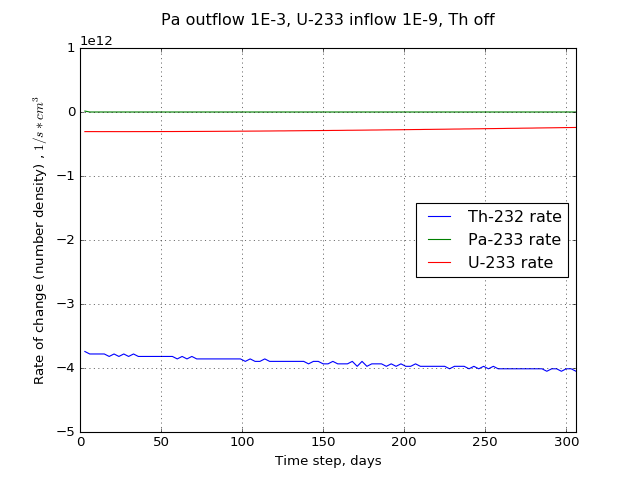 Pa outflow 1E-3, U-233 inflow 1E-9, Th off
1e12
1
0
−1
−2
−3
−4
−5
Rate of change (number density) , 1/s * cm³
Th-232 rate
Pa-233 rate
U-233 rate
0 50 100 150 200 250 300
Time step, days